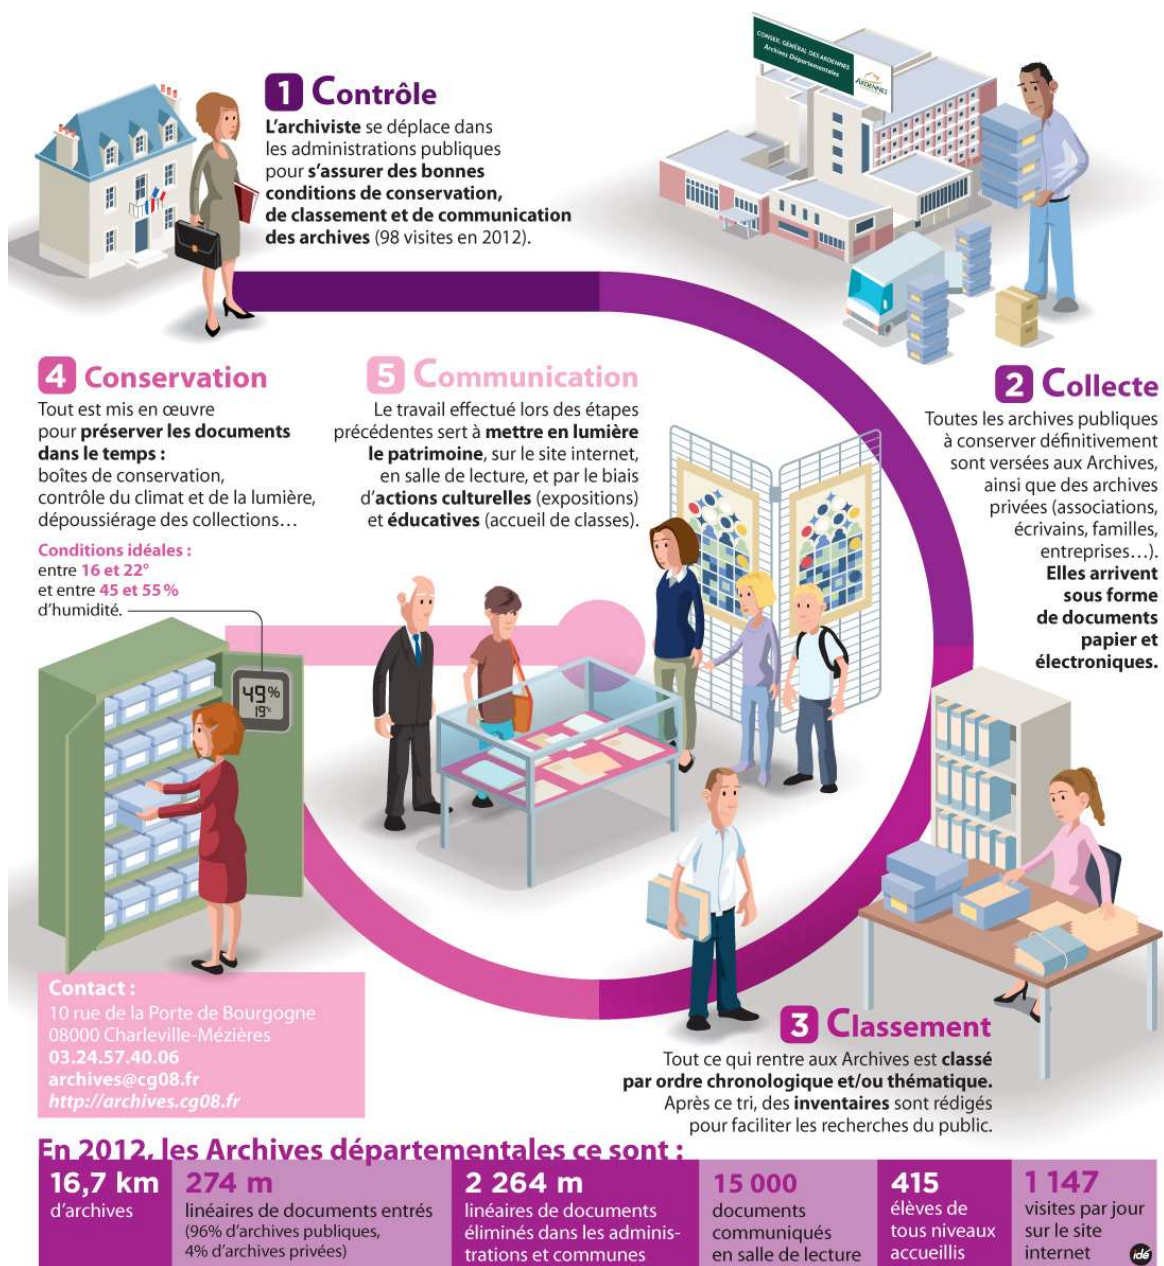 1 Contrôle
L'archiviste se déplace dans
les administrations publiques
pour s'assurer des bonnes
conditions de conservation,
de classement et de communication
des archives (98 visites en 2012).
CONSEIL GÉNÉRAL DES ARDENNES
Archives Départementales
ARDENNES
2 Collecte
Toutes les archives publiques
à conserver définitivement
sont versées aux Archives,
ainsi que des archives
privées (associations,
écrivains, familles,
entreprises…).
Elles arrivent
sous forme
de documents
papier et
électroniques.
3 Classement
Tout ce qui rentre aux Archives est classé
par ordre chronologique et/ou thématique.
Après ce tri, des inventaires sont rédigés
pour faciliter les recherches du public.
4 Conservation
Tout est mis en œuvre
pour préserver les documents
dans le temps :
boîtes de conservation,
contrôle du climat et de la lumière,
dépoussiérage des collections…
Conditions idéales :
entre 16 et 22°
et entre 45 et 55 %
d'humidité.
49%
19°c
5 Communication
Le travail effectué lors des étapes
précédentes sert à mettre en lumière
le patrimoine, sur le site internet,
en salle de lecture, et par le biais
d'actions culturelles (expositions)
et éducatives (accueil de classes).
Contact :
10 rue de la Porte de Bourgogne
08000 Charleville-Mézières
03.24.57.40.06
archives@cg08.fr
http://archives.cg08.fr
En 2012, les Archives départementales ce sont :
16,7 km
d'archives
274 m
linéaires de documents entrés
(96% d'archives publiques,
4% d'archives privées)
2 264 m
linéaires de documents
éliminés dans les adminis-
trations et communes
15 000
documents
communiqués
en salle de lecture
415
élèves de
tous niveaux
accueillis
1 147
visites par jour
sur le site
internet
idé